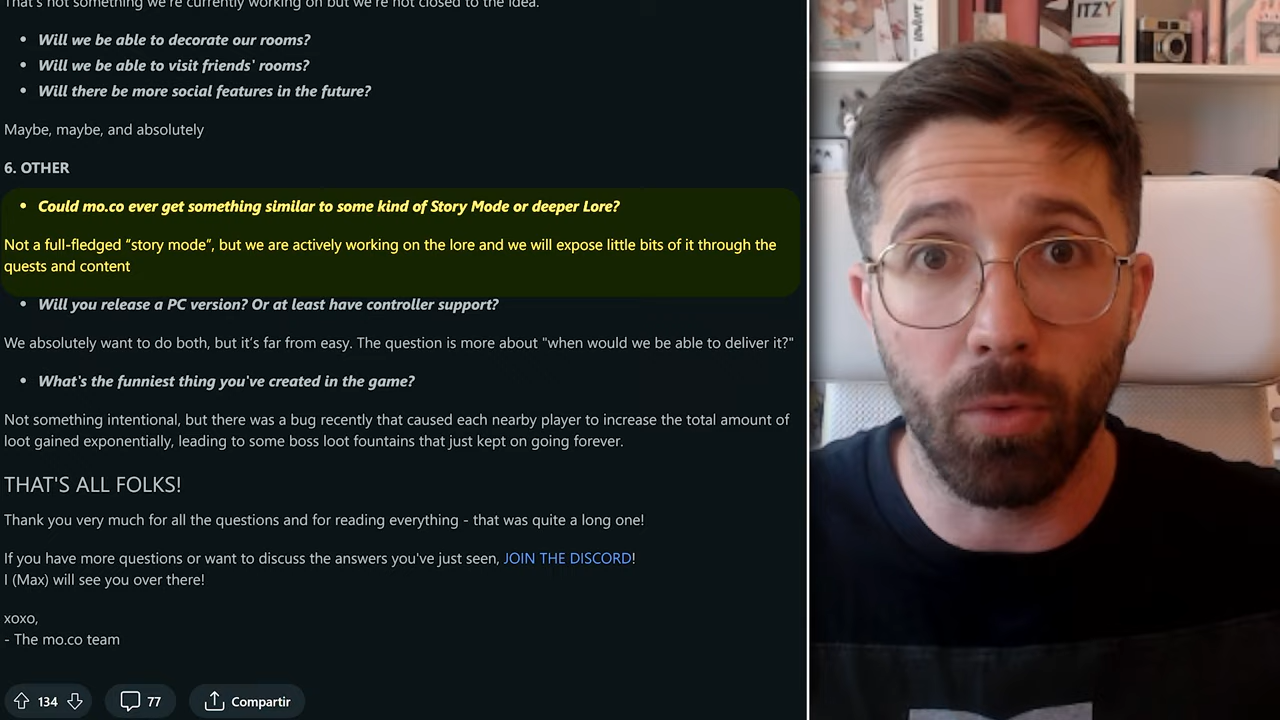 That's not something we're currently working on but we're not closed to the idea.
• Will we be able to decorate our rooms?
• Will we be able to visit friends' rooms?
• Will there be more social features in the future?
Maybe, maybe, and absolutely
6. OTHER
• Could mo.co ever get something similar to some kind of Story Mode or deeper Lore?
Not a full-fledged “story mode”, but we are actively working on the lore and we will expose little bits of it through the
quests and content
• Will you release a PC version? Or at least have controller support?
We absolutely want to do both, but it’s far from easy. The question is more about "when would we be able to deliver it?"
• What's the funniest thing you've created in the game?
Not something intentional, but there was a bug recently that caused each nearby player to increase the total amount of
loot gained exponentially, leading to some boss loot fountains that just kept on going forever.
THAT'S ALL FOLKS!
Thank you very much for all the questions and for reading everything - that was quite a long one!
If you have more questions or want to discuss the answers you've just seen, JOIN THE DISCORD!
I (Max) will see you over there!
xoxo,
- The mo.co team
134
77
Compartir
ITZY